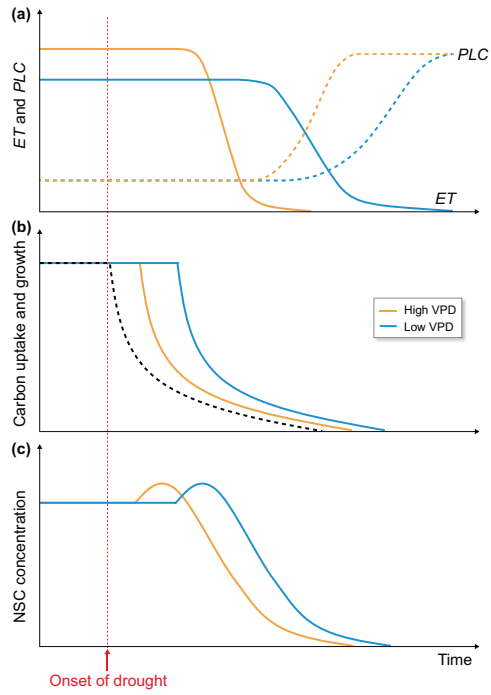 (a)
ET and PLC
PLC
ET
(b)
Carbon uptake and growth
High VPD
Low VPD
(c)
NSC concentration
Time
Onset of drought